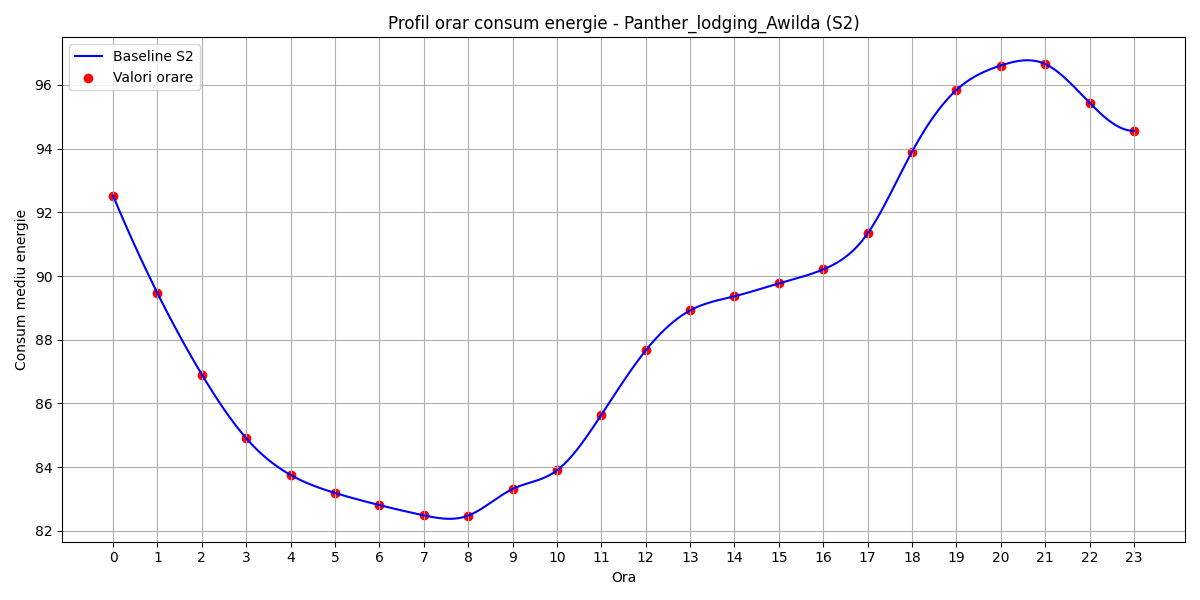 Profil orar consum energie - Panther_lodging_Awilda (S2)
Baseline S2
Valori orare
Consum mediu energie
96
94
92
90
88
86
84
82
0 1 2 3 4 5 6 7 8 9 10 11 12 13 14 15 16 17 18 19 20 21 22 23
Ora